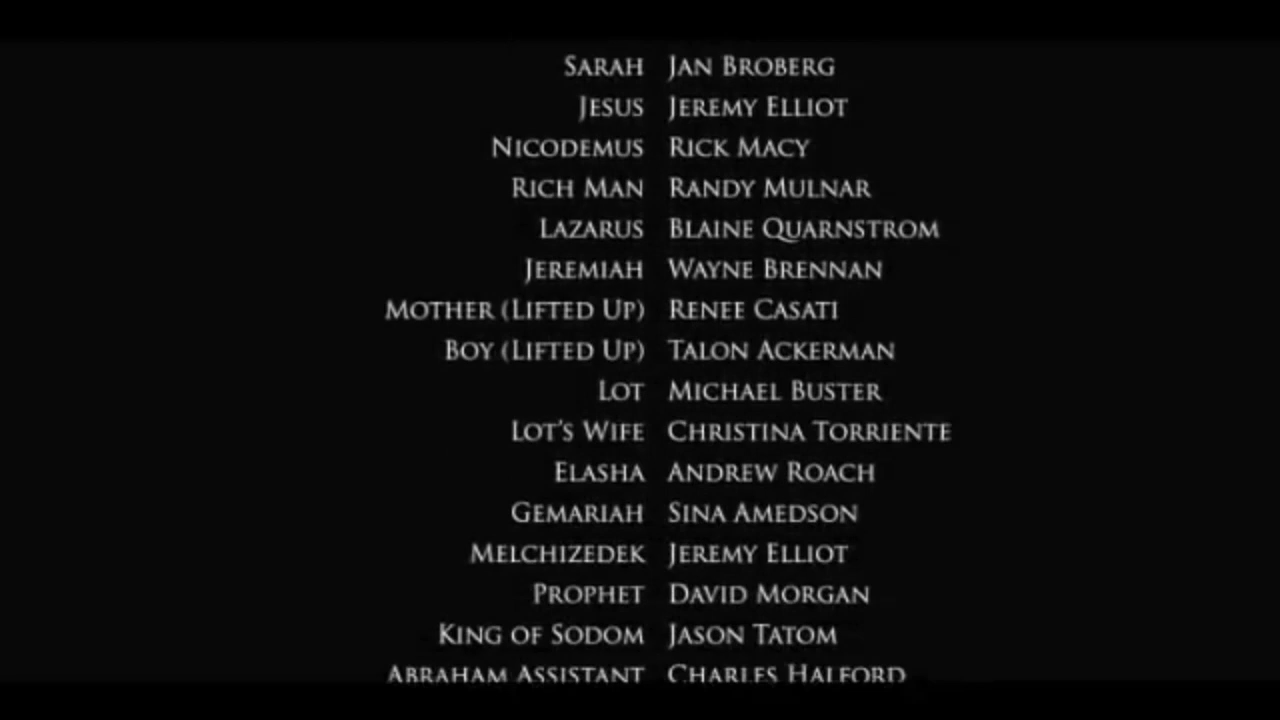 Sarah Jan Broberg
Jesus Jeremy Elliot
Nicodemus Rick Macy
Rich Man Randy Mulnar
Lazarus Blaine Quarnstrom
Jeremiah Wayne Brennan
Mother (Lifted Up) Renee Casati
Boy (Lifted Up) Talon Ackerman
Lot Michael Buster
Lot's Wife Christina Torriente
Elasha Andrew Roach
Gemariah Sina Amedson
Melchizedek Jeremy Elliot
Prophet David Morgan
King of Sodom Jason Tatom
Abraham Assistant Charles Halford